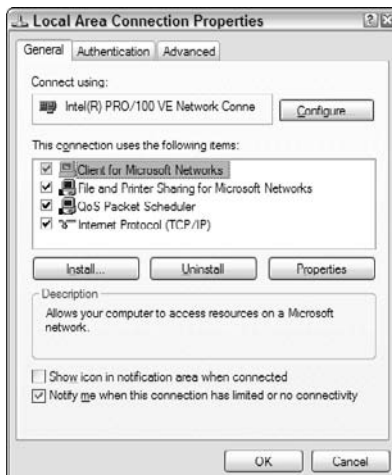 Local Area Connection Properties
General Authentication Advanced
Connect using:
Intel(R) PRO/100 VE Network Conne Configure...
This connection uses the following items:
Client for Microsoft Networks
File and Printer Sharing for Microsoft Networks
QoS Packet Scheduler
Internet Protocol (TCP/IP)
Install... Uninstall Properties
Description
Allows your computer to access resources on a Microsoft
network.
Show icon in notification area when connected
Notify me when this connection has limited or no connectivity
OK Cancel